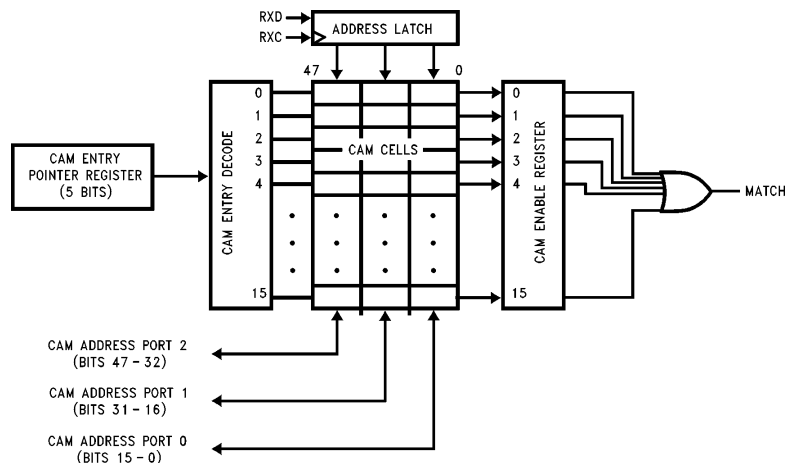 RXD
RXC
ADDRESS LATCH
47
0
CAM ENTRY
POINTER REGISTER
(5 BITS)
CAM ENTRY DECODE
0
1
2
3
4
15
CAM CELLS
CAM ENABLE REGISTER
0
1
2
3
4
15
MATCH
CAM ADDRESS PORT 2
(BITS 47-32)
CAM ADDRESS PORT 1
(BITS 31-16)
CAM ADDRESS PORT 0
(BITS 15-0)